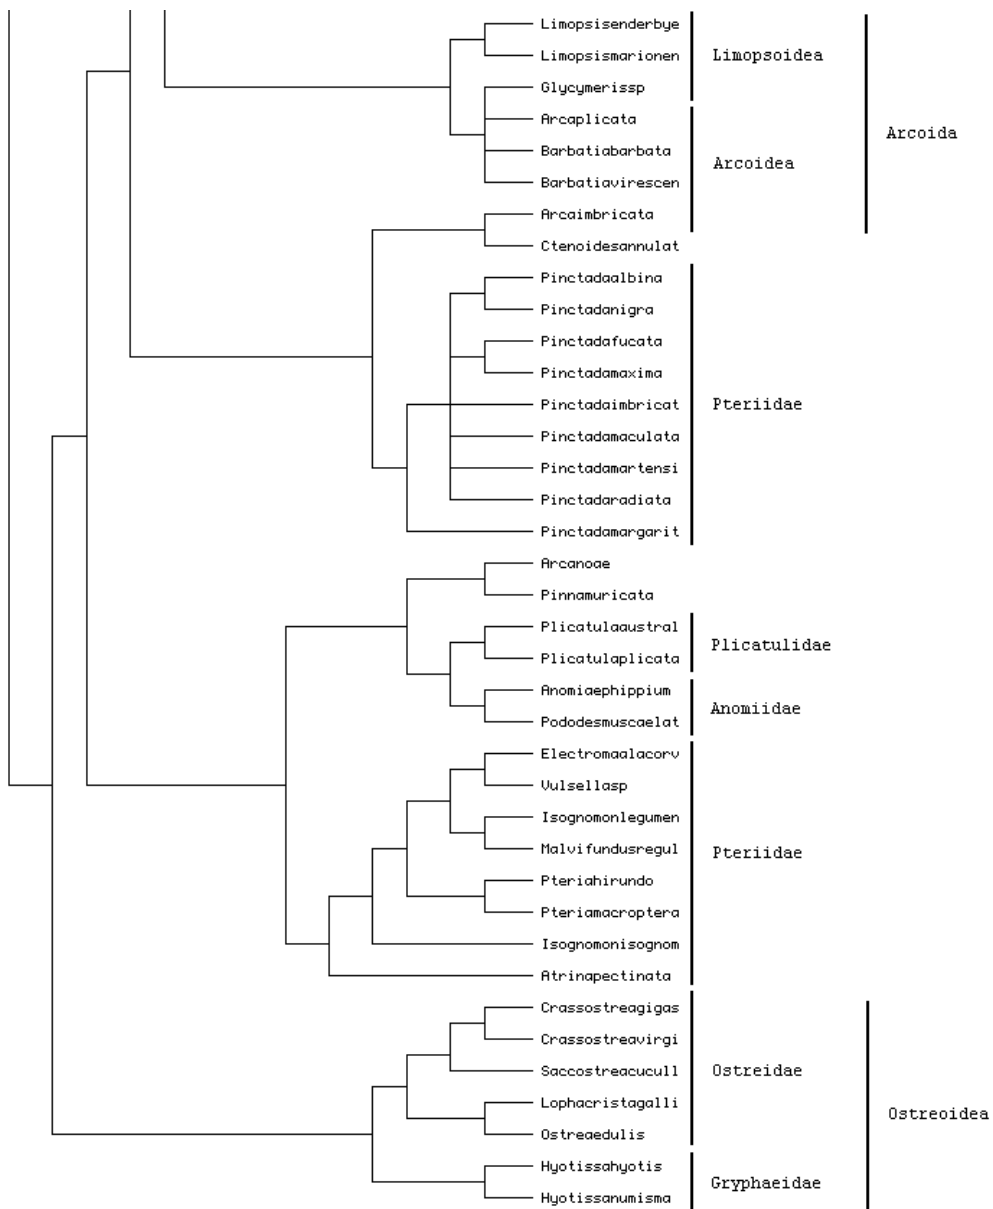 Limopsisenderbye
Limopsismarionen
Limopsoidea
Glycymerissp
Arcaplicata
Arcoida
Barbatiabarbata
Arcoidea
Barbatiavirescen
Arcaimbricata
Ctenoidesannulat
Pinctadaalbina
Pinctadanigra
Pinctadafucata
Pinctadamaxima
Pinctadaimbricat
Pteriidae
Pinctadamaculata
Pinctadamartensi
Pinctadaradiata
Pinctadamargarit
Arcanoae
Pinnamuricata
Plicatulaaustral
Plicatulidae
Plicatulaplicata
Anomiaephippium
Anomiidae
Pododesmuscaelat
Electromaalacorv
Vulsellasp
Isognomonlegumen
Malvifundusregul
Pteriidae
Pteriahirundo
Pteriamacroptera
Isognomonisognom
Atrinapectinata
Crassostreagigas
Crassostreavirgi
Saccostreacucull
Ostreidae
Lophacristagalli
Ostreoidea
Ostreaedulis
Hyotissahyotis
Gryphaeidae
Hyotissanumisma